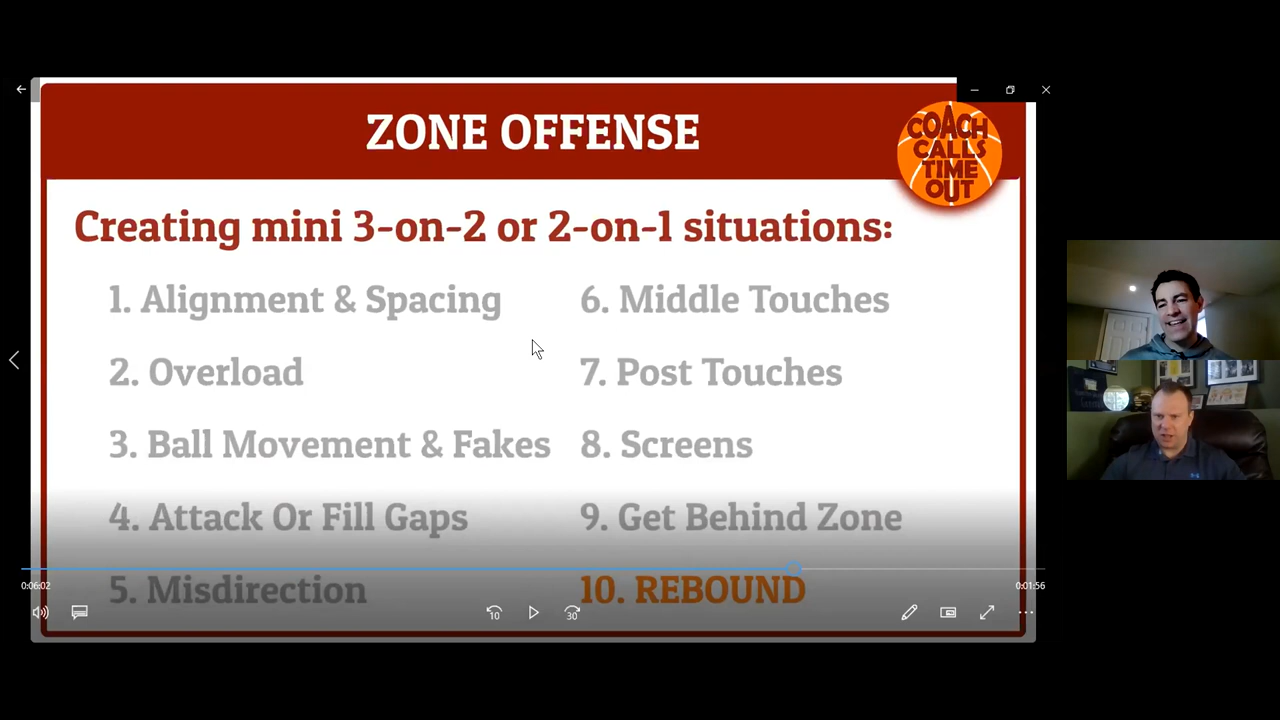 ZONE OFFENSE
COACH
CALLS
TIME
OUT
Creating mini 3-on-2 or 2-on-1 situations:
1. Alignment & Spacing
2. Overload
3. Ball Movement & Fakes
4. Attack Or Fill Gaps
5. Misdirection
6. Middle Touches
7. Post Touches
8. Screens
9. Get Behind Zone
10. REBOUND
0:06:02
0:01:56
10
30